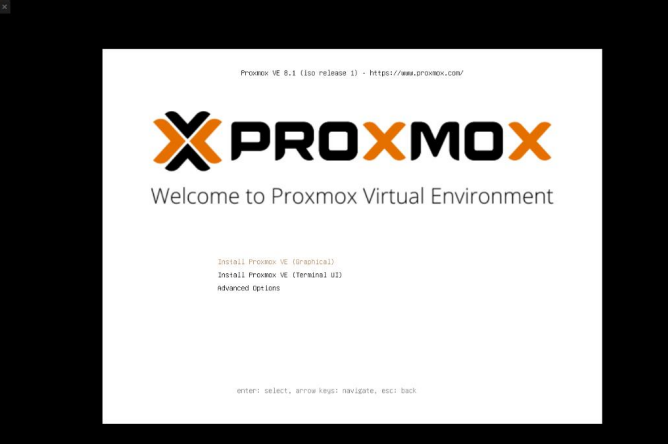 Proxmox VE 8.1 (iso release 1) - https://www.proxmox.com/
PROXMOX
Welcome to Proxmox Virtual Environment
Install Proxmox VE (Graphical)
Install Proxmox VE (Terminal UI)
Advanced Options
enter: select, arrow keys: navigate, esc: back